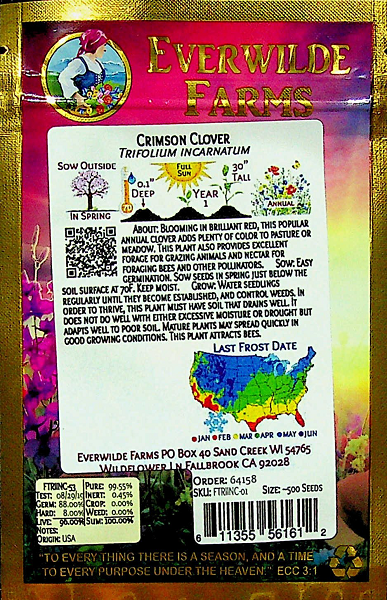 EVERWILDE
FARMS
CRIMSON CLOVER
TRIFOLIUM INCARNATUM
SOW OUTSIDE
IN SPRING
70
0.1"
DEEP
FULL
SUN
YEAR
1
30"
TALL
ANNUAL
ABOUT: BLOOMING IN BRILLIANT RED, THIS POPULAR
ANNUAL CLOVER ADDS PLENTY OF COLOR TO PASTURE OR
MEADOW. THIS PLANT ALSO PROVIDES EXCELLENT
FORAGE FOR GRAZING ANIMALS AND NECTAR FOR
FORAGING BEES AND OTHER POLLINATORS. SOW: EASY
GERMINATION. SOW SEEDS IN SPRING JUST BELOW THE
SOIL SURFACE AT 70F. KEEP MOIST. GROW: WATER SEEDLINGS
REGULARLY UNTIL THEY BECOME ESTABLISHED, AND CONTROL WEEDS. IN
ORDER TO THRIVE, THIS PLANT MUST HAVE SOIL THAT DRAINS WELL. IT
DOES NOT DO WELL WITH EITHER EXCESSIVE MOISTURE OR DROUGHT BUT
ADAPTS WELL TO POOR SOIL. MATURE PLANTS MAY SPREAD QUICKLY IN
GOOD GROWING CONDITIONS. THIS PLANT ATTRACTS BEES.
LAST FROST DATE
JAN FEB MAR APR MAY JUN
EVERWILDE FARMS PO BOX 40 SAND CREEK WI 54765
WILDFLOWER LN FALLBROOK CA 92028
ORDER: 64158
SKU: FTRINC-01 SIZE: ~500 SEEDS
FTRINC-53
TEST: 08/29/19
GERM: 88.00%
HARD: 8.00%
LIVE: 96.00%
NOTES:
ORIGIN: USA
PURE: 99.55%
INERT: 0.45%
CROP: 0.00%
WEED: 0.00%
SUM: 100.00%
6 11355 56161 2
"TO EVERY THING THERE IS A SEASON, AND A TIME
TO EVERY PURPOSE UNDER THE HEAVEN." ECC 3:1